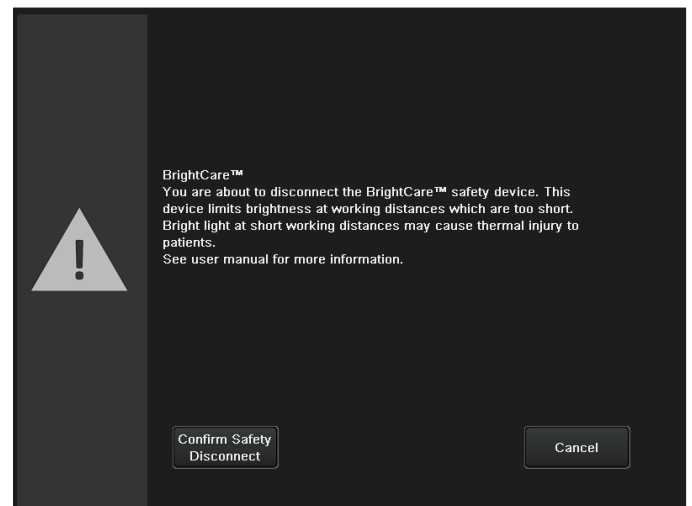 BrightCare™
You are about to disconnect the BrightCare™ safety device. This
device limits brightness at working distances which are too short.
Bright light at short working distances may cause thermal injury to
patients.
See user manual for more information.
!
Confirm Safety
Disconnect
Cancel